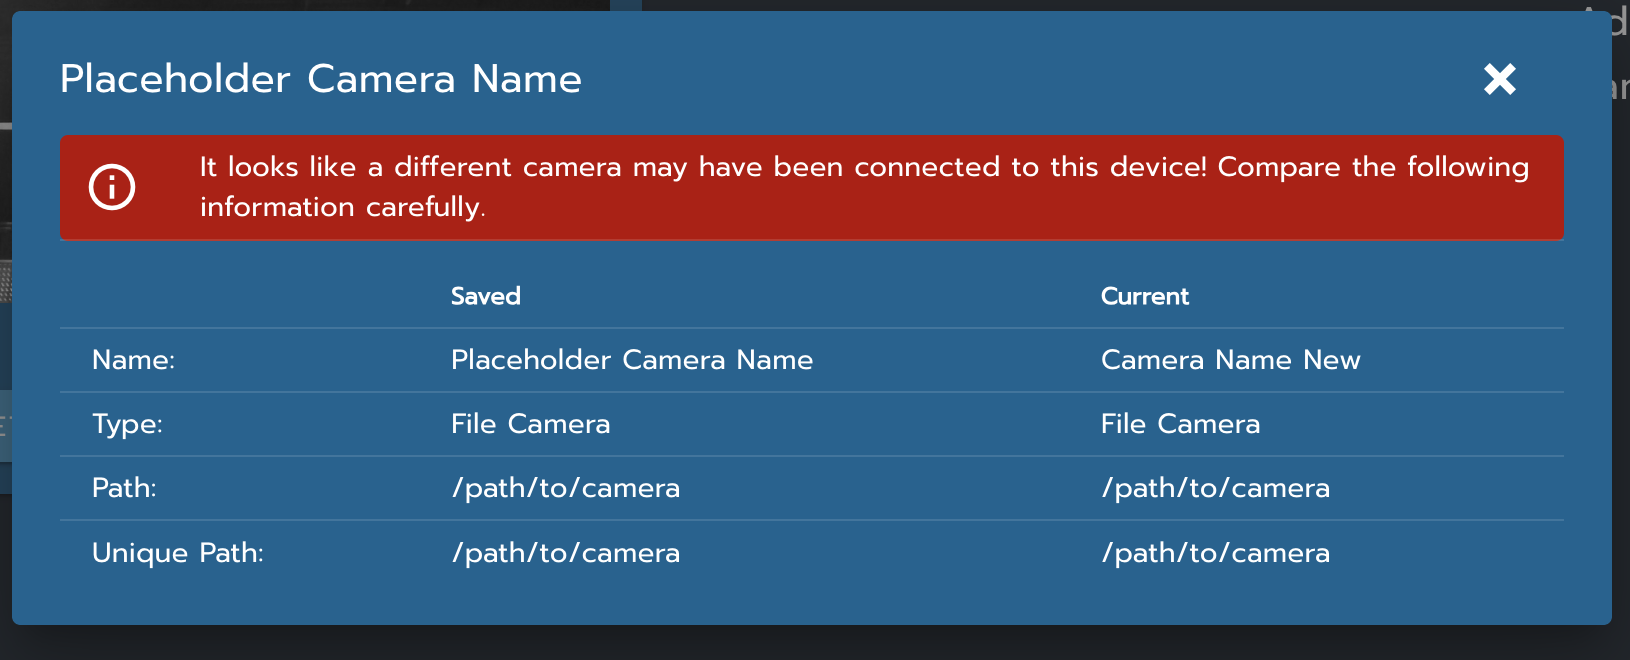 Placeholder Camera Name
It looks like a different camera may have been connected to this device! Compare the following
information carefully.
Saved Current
Name: Placeholder Camera Name Camera Name New
Type: File Camera File Camera
Path: /path/to/camera /path/to/camera
Unique Path: /path/to/camera /path/to/camera